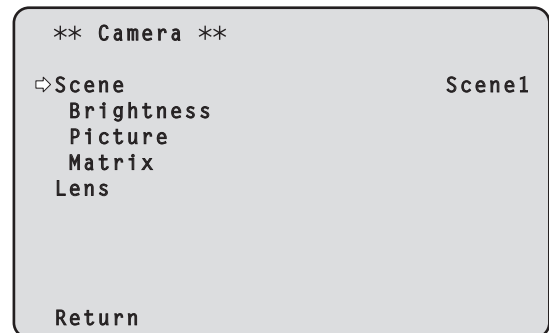 ** Camera **
⇨Scene Scene1
Brightness
Picture
Matrix
Lens
Return